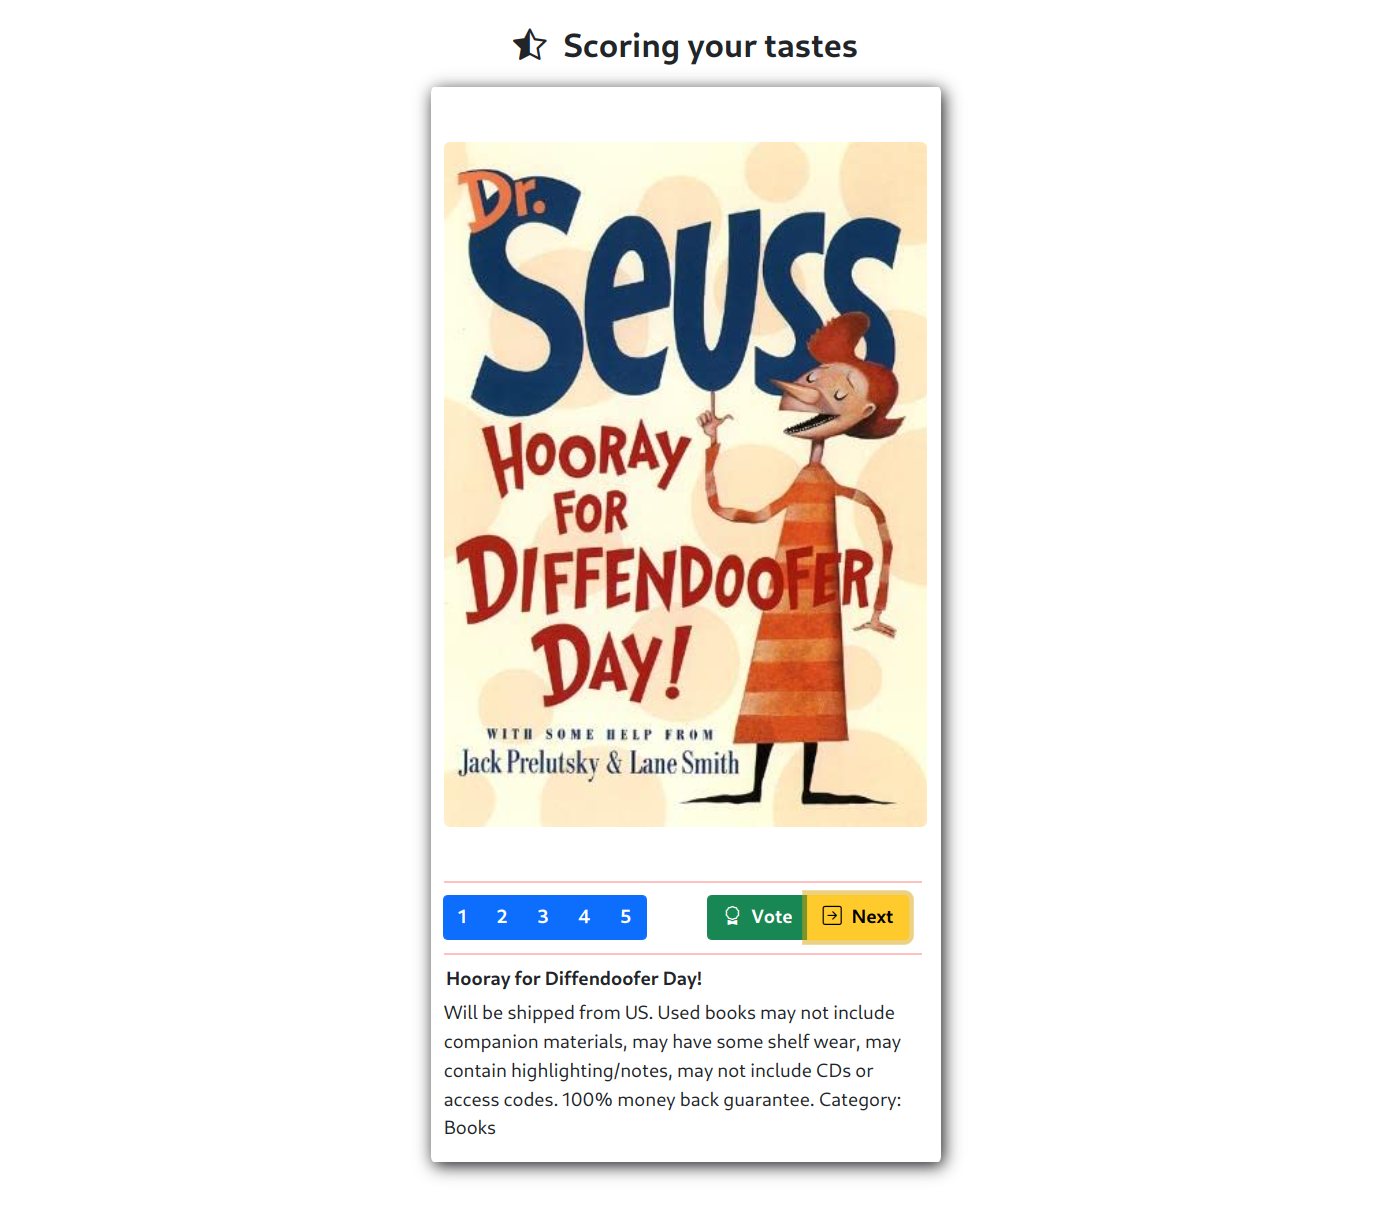 Scoring your tastes
Dr.
Seuss
HOORAY
FOR
DIFFENDOOFER
DAY!
WITH SOME HELP FROM
Jack Prelutsky & Lane Smith
1 2 3 4 5 Vote Next
Hooray for Diffendoofer Day!
Will be shipped from US. Used books may not include
companion materials, may have some shelf wear, may
contain highlighting/notes, may not include CDs or
access codes. 100% money back guarantee. Category:
Books